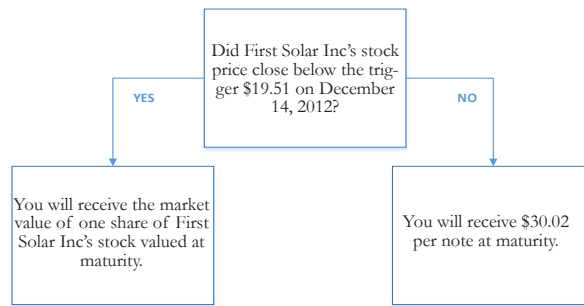 Did First Solar Inc's stock
price close below the trig-
ger $19.51 on December
14, 2012?
YES
NO
You will receive the market
value of one share of First
Solar Inc's stock valued at
maturity.
You will receive $30.02
per note at maturity.